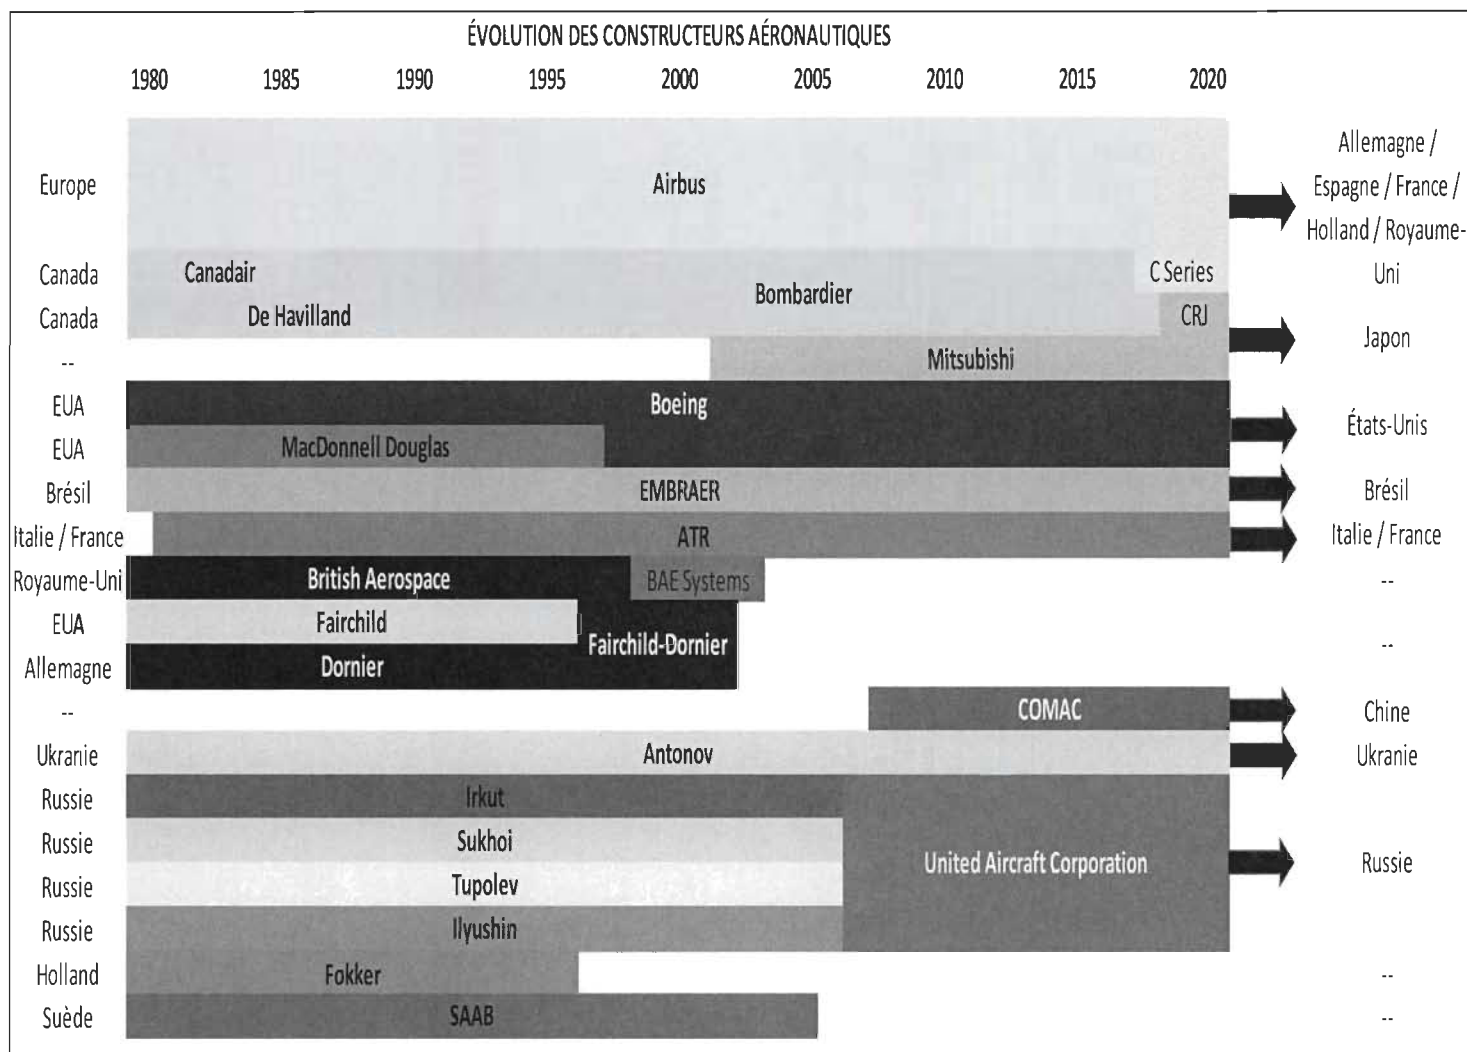 ÉVOLUTION DES CONSTRUCTEURS AÉRONAUTIQUES
1980 1985 1990 1995 2000 2005 2010 2015 2020
Europe Airbus Allemagne /
Espagne / France /
Holland / Royaume-
Uni
Canada Canadair C Series
Bombardier
Canada De Havilland CRJ
Japon
-- Mitsubishi
EUA Boeing
États-Unis
EUA MacDonnell Douglas
Brésil EMBRAER Brésil
Italie / France ATR Italie / France
Royaume-Uni British Aerospace BAE Systems --
EUA Fairchild
Fairchild-Dornier --
Allemagne Dornier
-- COMAC Chine
Ukranie Antonov Ukranie
Russie Irkut
Russie Sukhoi
United Aircraft Corporation Russie
Russie Tupolev
Russie Ilyushin
Holland Fokker --
Suède SAAB --